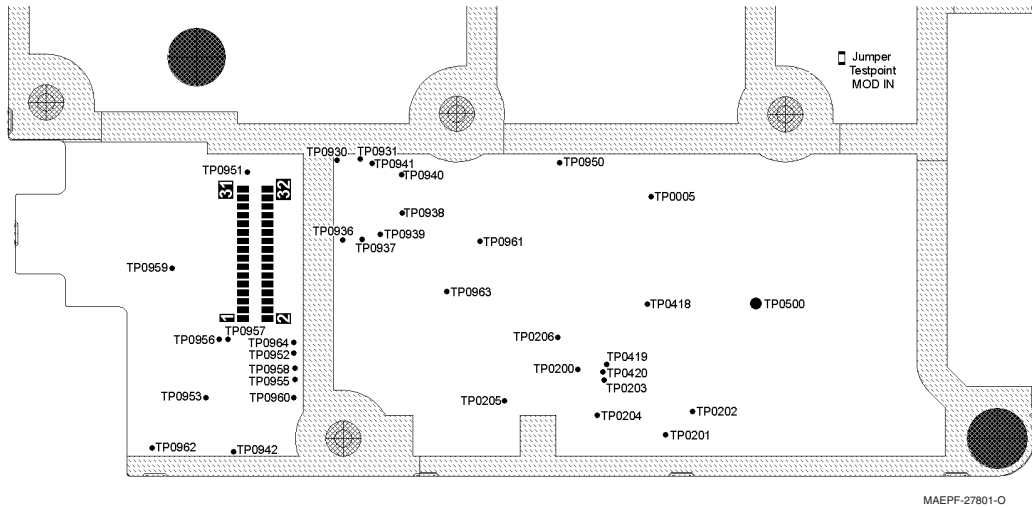 Jumper
Testpoint
MOD IN
TP0930
TP0931
TP0941
TP0950
TP0951
TP0940
31
32
TP0005
TP0938
TP0936
TP0939
TP0937
TP0961
TP0959
TP0963
TP0418
TP0500
1
2
TP0957
TP0956
TP0964
TP0206
TP0952
TP0958
TP0419
TP0200
TP0420
TP0955
TP0203
TP0953
TP0960
TP0205
TP0204
TP0202
TP0201
TP0962
TP0942
MAEPF-27801-O